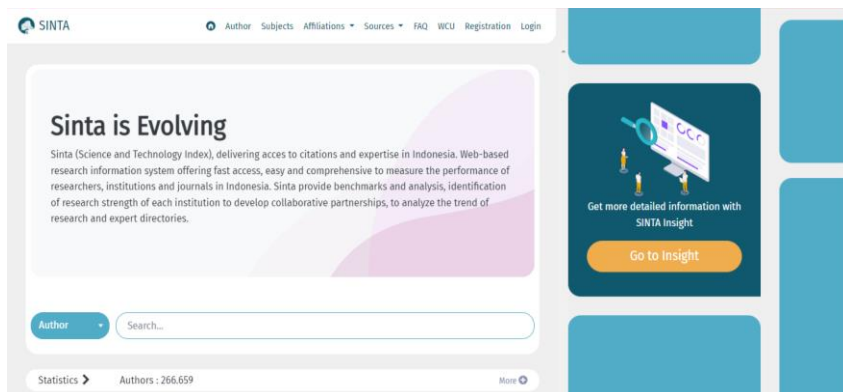 SINTA
Author Subjects Affiliations Sources FAQ WCU Registration Login
Sinta is Evolving
Sinta (Science and Technology Index), delivering acces to citations and expertise in Indonesia. Web-based
research information system offering fast access, easy and comprehensive to measure the performance of
researchers, institutions and journals in Indonesia. Sinta provide benchmarks and analysis, identification
of research strength of each institution to develop collaborative partnerships, to analyze the trend of
research and expert directories.
Get more detailed information with
SINTA Insight
Go to Insight
Author
Search...
Statistics
Authors : 266.659
More